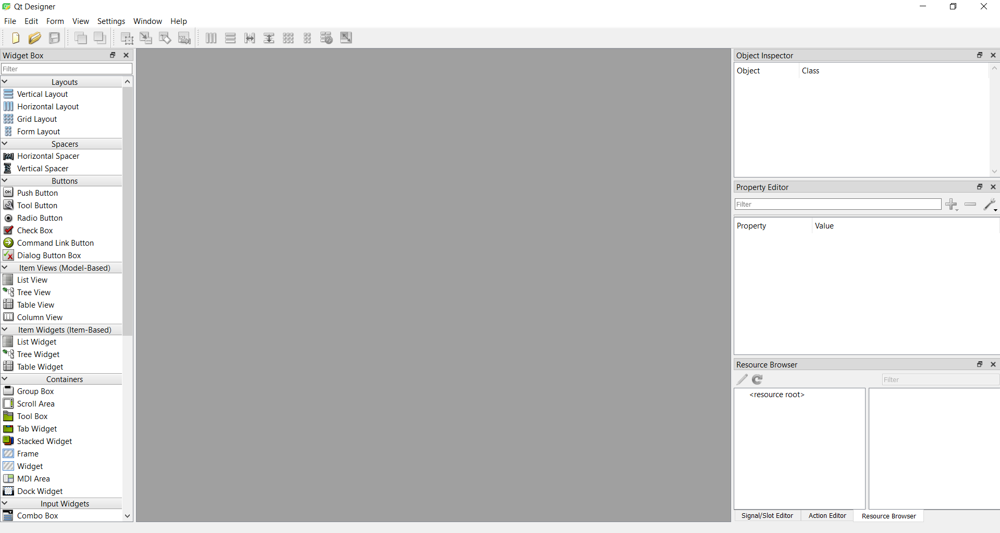 Qt Designer
File Edit Form View Settings Window Help
Widget Box
Filter
Layouts
Vertical Layout
Horizontal Layout
Grid Layout
Form Layout
Spacers
Horizontal Spacer
Vertical Spacer
Buttons
Push Button
Tool Button
Radio Button
Check Box
Command Link Button
Dialog Button Box
Item Views (Model-Based)
List View
Tree View
Table View
Column View
Item Widgets (Item-Based)
List Widget
Tree Widget
Table Widget
Containers
Group Box
Scroll Area
Tool Box
Tab Widget
Stacked Widget
Frame
Widget
MDI Area
Dock Widget
Input Widgets
Combo Box
Object Inspector
Object Class
Property Editor
Filter
Property Value
Resource Browser
Filter
<resource root>
Signal/Slot Editor Action Editor Resource Browser